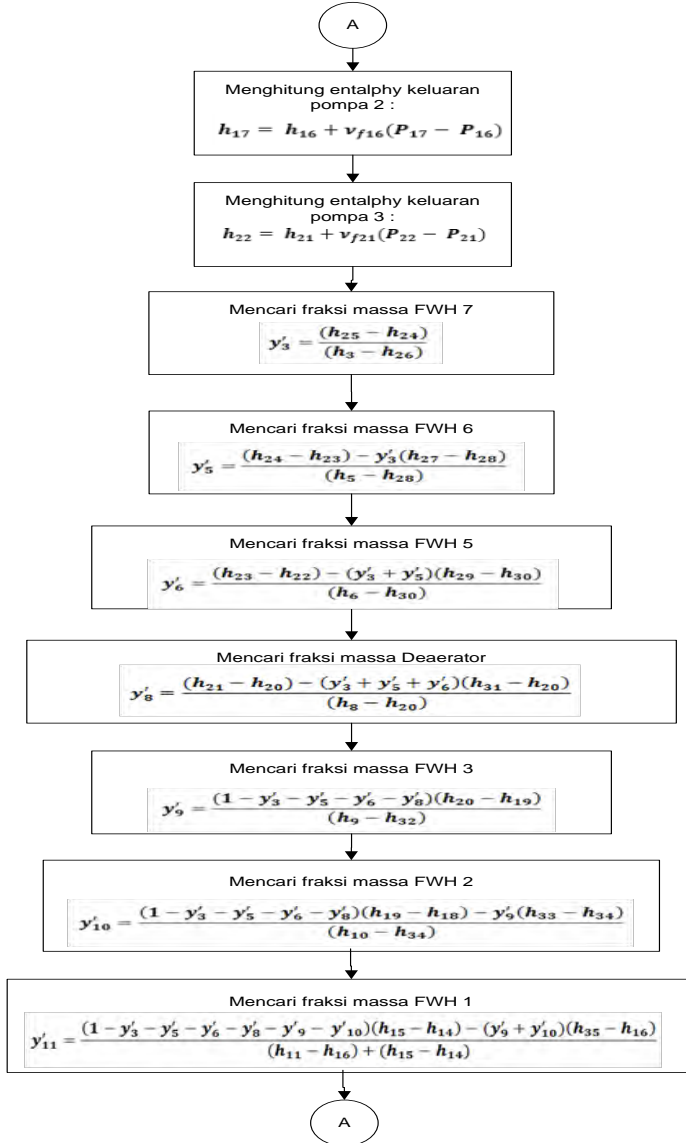 A
Menghitung entalphy keluaran
pompa 2 :
h₁₇ = h₁₆ + v_f16(P₁₇ − P₁₆)
Menghitung entalphy keluaran
pompa 3 :
h₂₂ = h₂₁ + v_f21(P₂₂ − P₂₁)
Mencari fraksi massa FWH 7
y′₃ = (h₂₅ − h₂₄) / (h₃ − h₂₆)
Mencari fraksi massa FWH 6
y′₅ = (h₂₄ − h₂₃) − y′₃(h₂₇ − h₂₈) / (h₅ − h₂₈)
Mencari fraksi massa FWH 5
y′₆ = (h₂₃ − h₂₂) − (y′₃ + y′₅)(h₂₉ − h₃₀) / (h₆ − h₃₀)
Mencari fraksi massa Deaerator
y′₈ = (h₂₁ − h₂₀) − (y′₃ + y′₅ + y′₆)(h₃₁ − h₂₀) / (h₈ − h₂₀)
Mencari fraksi massa FWH 3
y′₉ = (1 − y′₃ − y′₅ − y′₆ − y′₈)(h₂₀ − h₁₉) / (h₉ − h₃₂)
Mencari fraksi massa FWH 2
y′₁₀ = (1 − y′₃ − y′₅ − y′₆ − y′₈)(h₁₉ − h₁₈) − y′₉(h₃₃ − h₃₄) / (h₁₀ − h₃₄)
Mencari fraksi massa FWH 1
y′₁₁ = (1 − y′₃ − y′₅ − y′₆ − y′₈ − y′₉ − y′₁₀)(h₁₅ − h₁₄) − (y′₉ + y′₁₀)(h₃₅ − h₁₆) / (h₁₁ − h₁₆) + (h₁₅ − h₁₄)
A